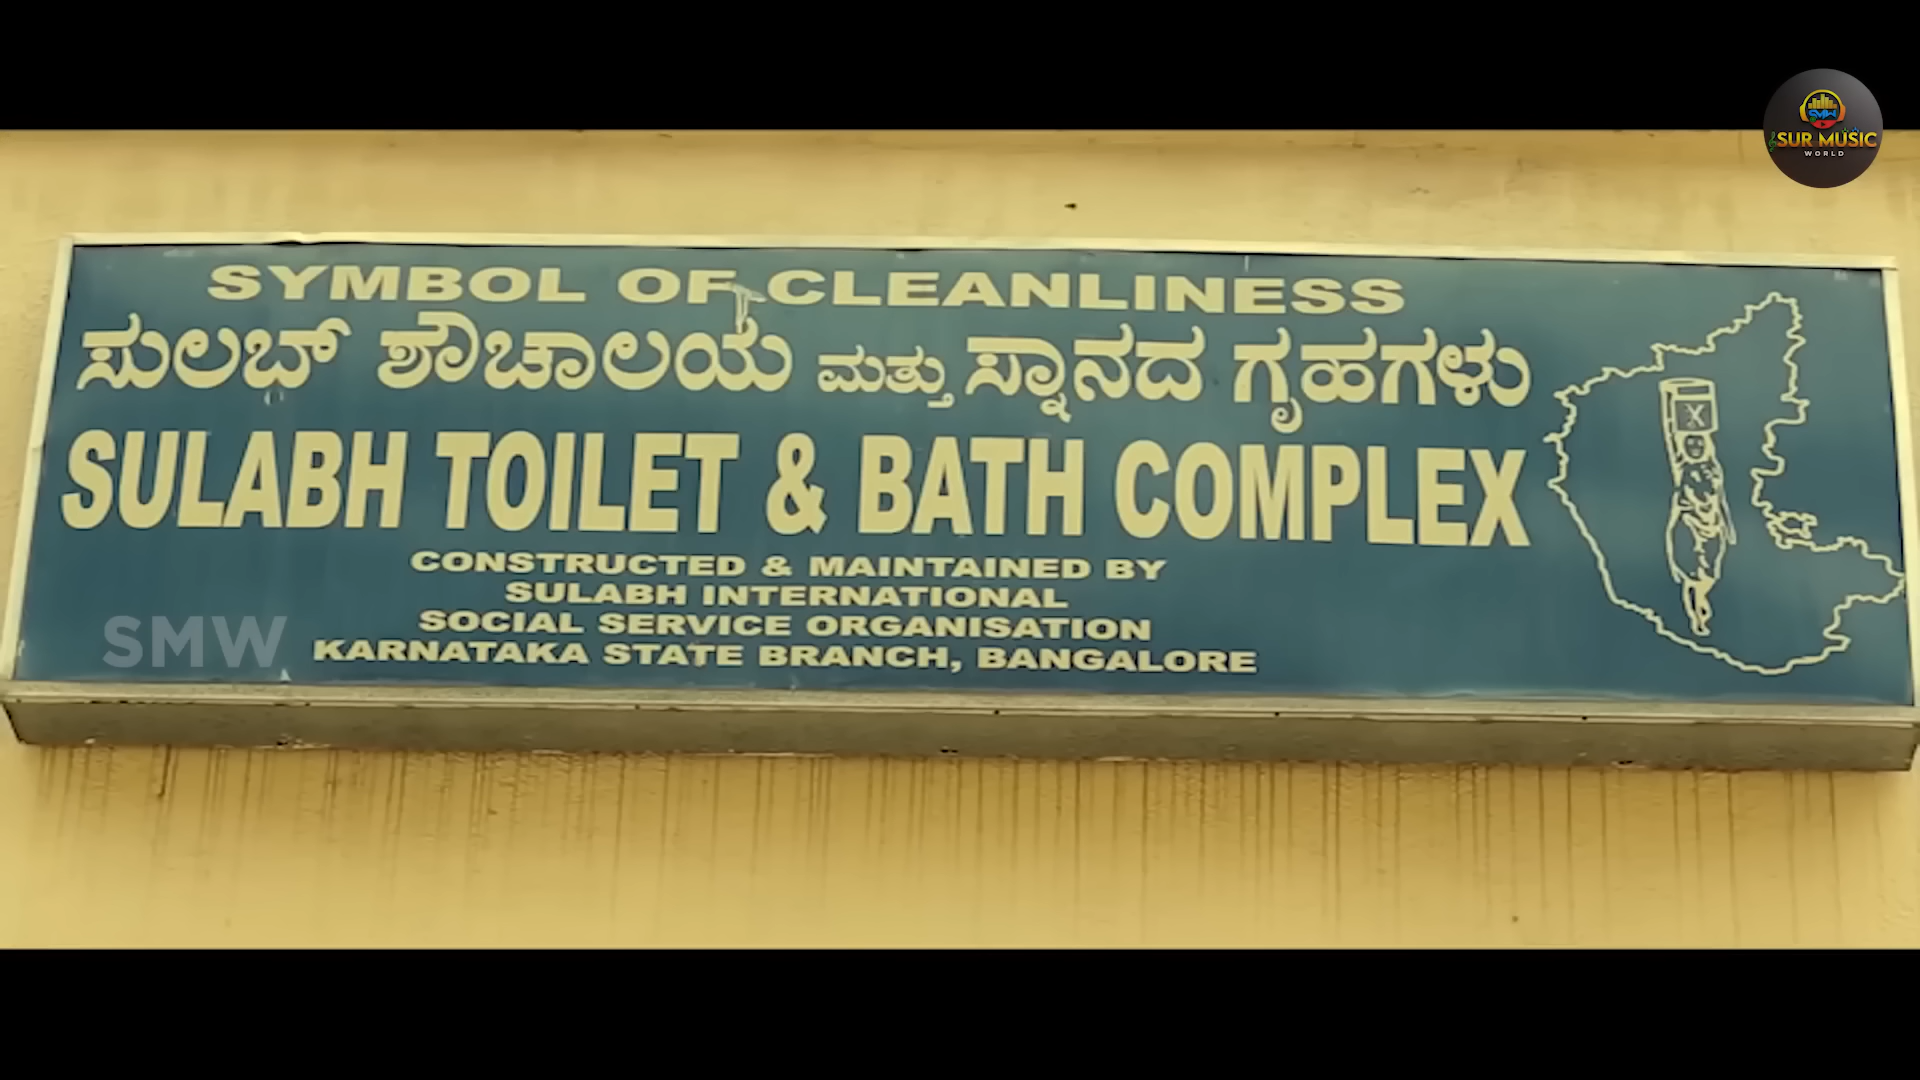 SUR MUSIC
WORLD
SYMBOL OF CLEANLINESS
ಸುಲಬ್ ಶೌಚಾಲಯ ಮತ್ತು ಸ್ನಾನದ ಗೃಹಗಳು
SULABH TOILET & BATH COMPLEX
CONSTRUCTED & MAINTAINED BY
SULABH INTERNATIONAL
SOCIAL SERVICE ORGANISATION
KARNATAKA STATE BRANCH, BANGALORE
SMW